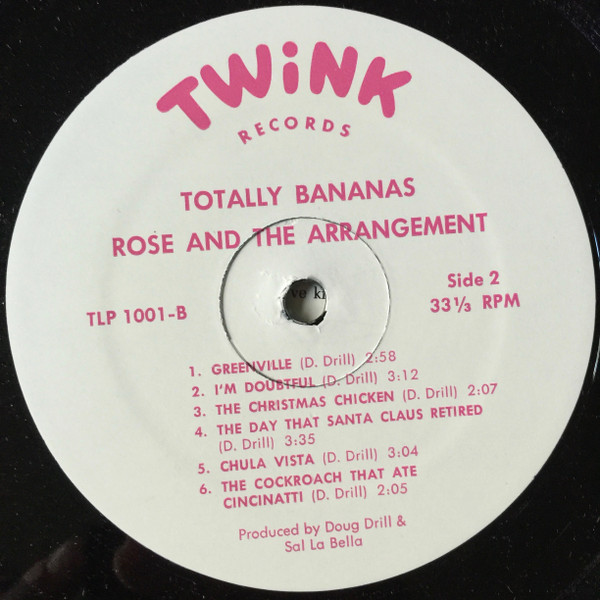 TWiNK
RECORDS
TOTALLY BANANAS
ROSE AND THE ARRANGEMENT
TLP 1001-B
Side 2
33 1/3 RPM
1. GREENVILLE (D. Drill) 2:58
2. I'M DOUBTFUL (D. Drill) 3:12
3. THE CHRISTMAS CHICKEN (D. Drill) 2:07
4. THE DAY THAT SANTA CLAUS RETIRED
(D. Drill) 3:35
5. CHULA VISTA (D. Drill) 3:04
6. THE COCKROACH THAT ATE
CINCINATTI (D. Drill) 2:05
Produced by Doug Drill &
Sal La Bella